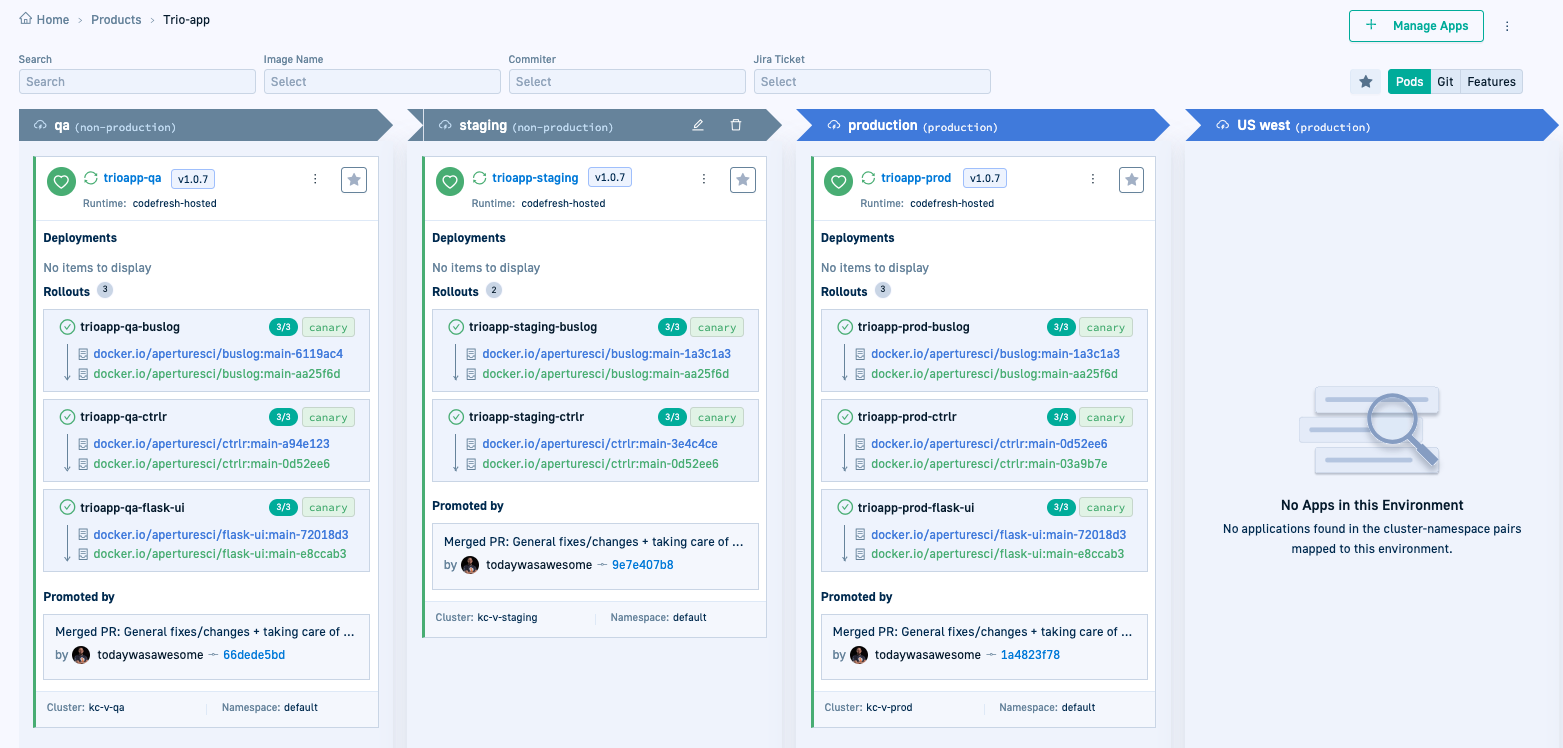 Home > Products > Trio-app
+ Manage Apps
Search
Image Name
Commiter
Jira Ticket
Search
Select
Select
Select
Pods
Git
Features
qa (non-production)
trioapp-qa v1.0.7
Runtime: codefresh-hosted
Deployments
No items to display
Rollouts 3
trioapp-qa-buslog 3/3 canary
docker.io/aperturesci/buslog:main-6119ac4
docker.io/aperturesci/buslog:main-aa25f6d
trioapp-qa-ctrlr 3/3 canary
docker.io/aperturesci/ctrlr:main-a94e123
docker.io/aperturesci/ctrlr:main-0d52ee6
trioapp-qa-flask-ui 3/3 canary
docker.io/aperturesci/flask-ui:main-72018d3
docker.io/aperturesci/flask-ui:main-e8ccab3
Promoted by
Merged PR: General fixes/changes + taking care of ...
by todaywasawesome 66dede5bd
Cluster: kc-v-qa
Namespace: default
staging (non-production)
trioapp-staging v1.0.7
Runtime: codefresh-hosted
Deployments
No items to display
Rollouts 2
trioapp-staging-buslog 3/3 canary
docker.io/aperturesci/buslog:main-1a3c1a3
docker.io/aperturesci/buslog:main-aa25f6d
trioapp-staging-ctrlr 3/3 canary
docker.io/aperturesci/ctrlr:main-3e4c4ce
docker.io/aperturesci/ctrlr:main-0d52ee6
Promoted by
Merged PR: General fixes/changes + taking care of ...
by todaywasawesome 9e7e407b8
Cluster: kc-v-staging
Namespace: default
production (production)
trioapp-prod v1.0.7
Runtime: codefresh-hosted
Deployments
No items to display
Rollouts 3
trioapp-prod-buslog 3/3 canary
docker.io/aperturesci/buslog:main-1a3c1a3
docker.io/aperturesci/buslog:main-aa25f6d
trioapp-prod-ctrlr 3/3 canary
docker.io/aperturesci/ctrlr:main-0d52ee6
docker.io/aperturesci/ctrlr:main-03a9b7e
trioapp-prod-flask-ui 3/3 canary
docker.io/aperturesci/flask-ui:main-72018d3
docker.io/aperturesci/flask-ui:main-e8ccab3
Promoted by
Merged PR: General fixes/changes + taking care of ...
by todaywasawesome 1a4823f78
Cluster: kc-v-prod
Namespace: default
US west (production)
No Apps in this Environment
No applications found in the cluster-namespace pairs
mapped to this environment.